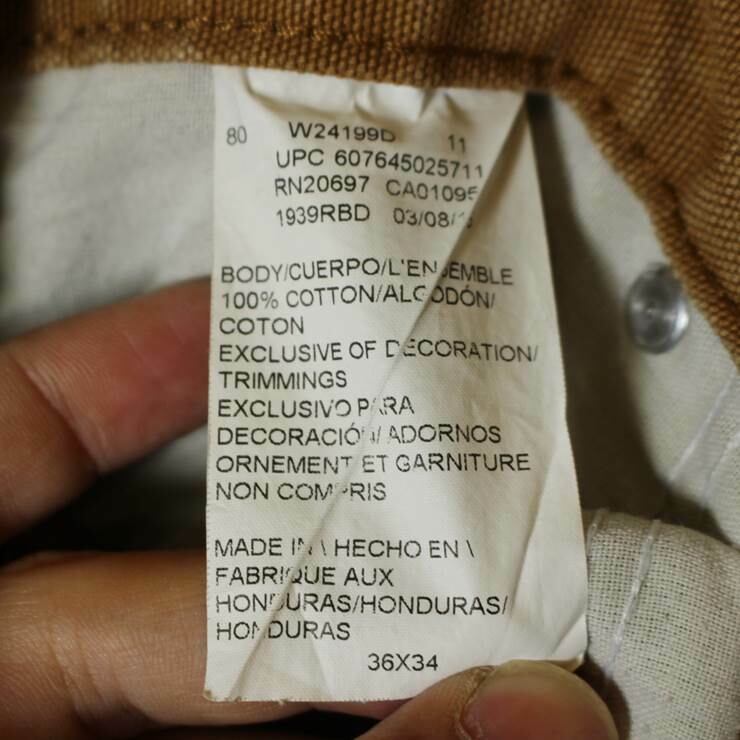 80 W24199D 11
UPC 607645025711
RN20697 CA01095
1939RBD 03/08/
BODY/CUERPO/L'ENSEMBLE
100% COTTON/ALGODÓN/
COTON
EXCLUSIVE OF DECORATION/
TRIMMINGS
EXCLUSIVO PARA
DECORACIÓN/ ADORNOS
ORNEMENT ET GARNITURE
NON COMPRIS
MADE IN \ HECHO EN \
FABRIQUE AUX
HONDURAS/HONDURAS/
HONDURAS
36X34